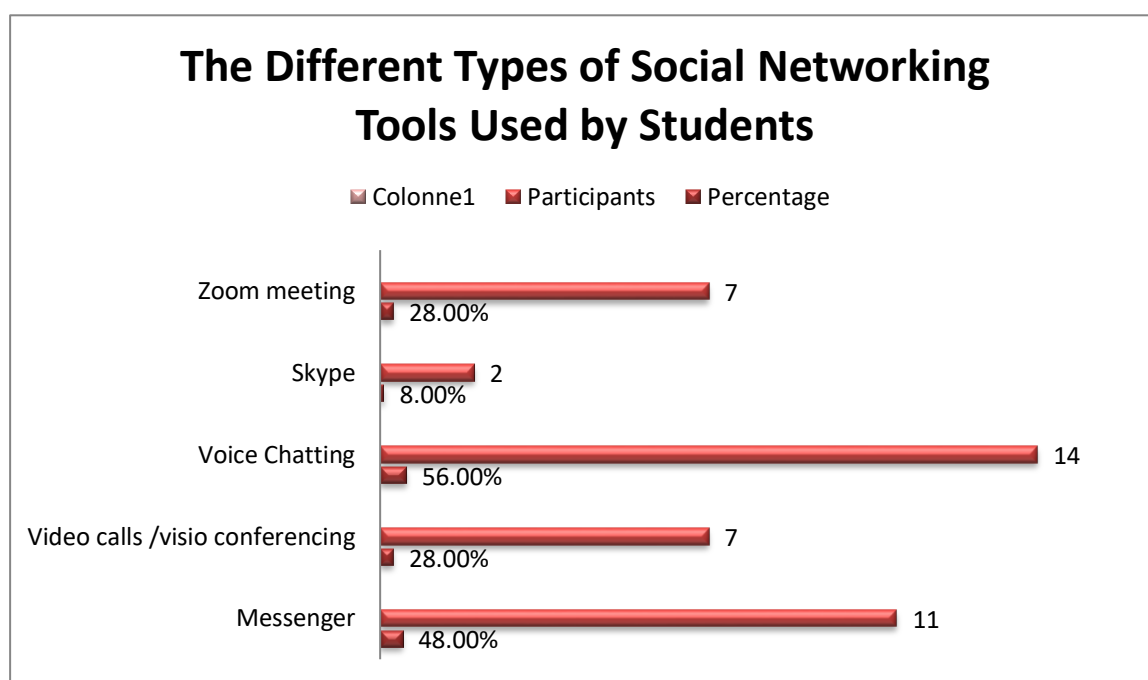 The Different Types of Social Networking
Tools Used by Students
Colonne1 Participants Percentage
Zoom meeting 7
28.00%
Skype 2
8.00%
Voice Chatting 14
56.00%
Video calls /visio conferencing 7
28.00%
Messenger 11
48.00%